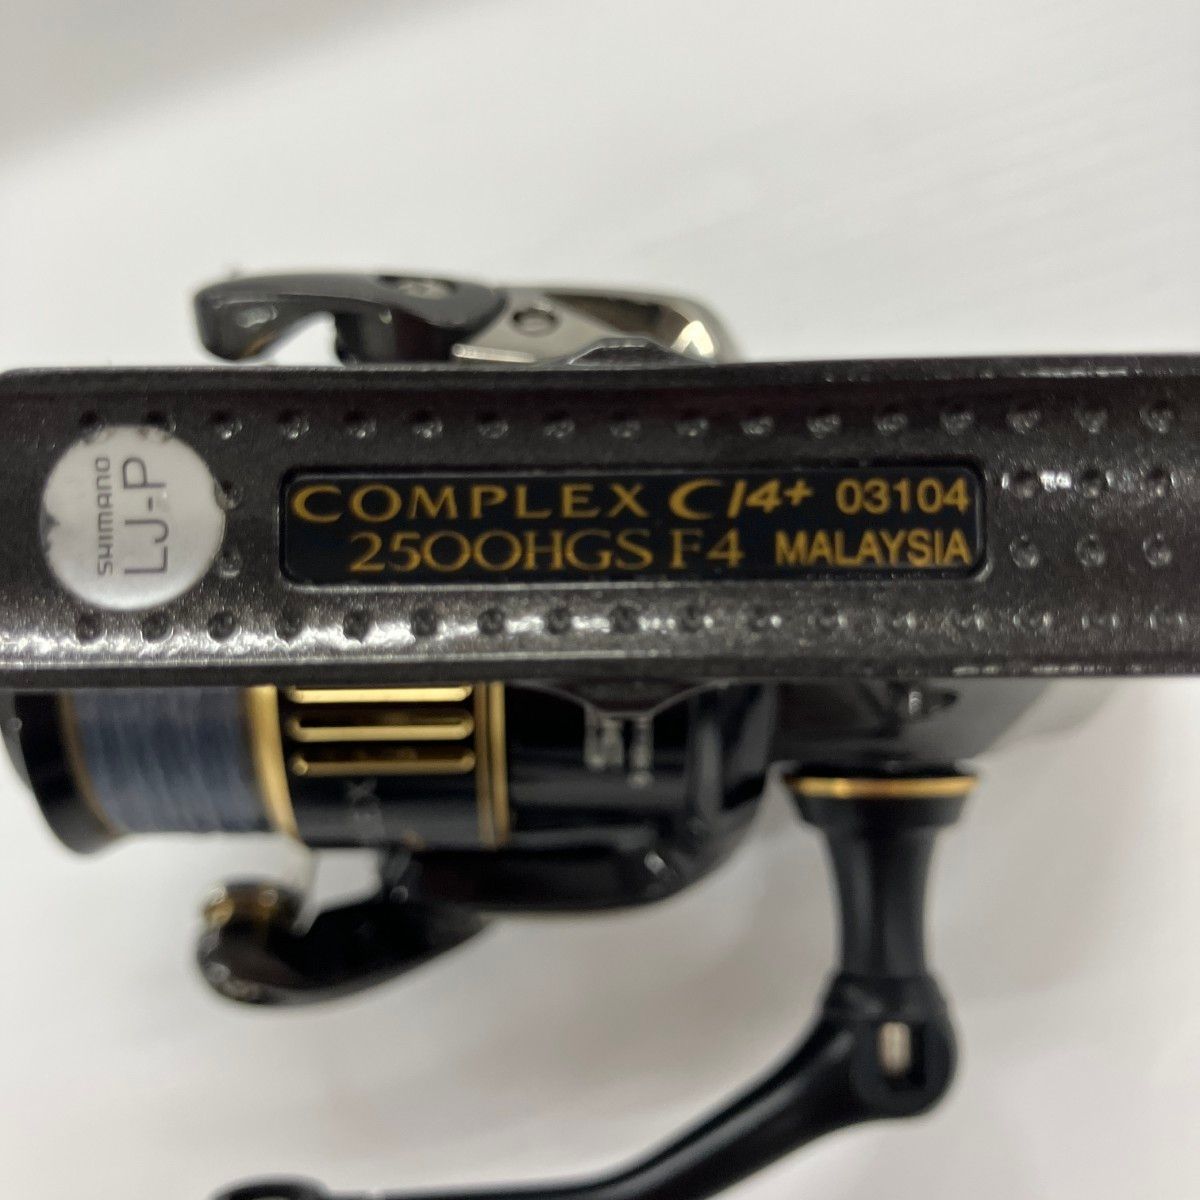 SHIMANO
LJ-P
COMPLEX CI4+ 03104
2500HGS F4 MALAYSIA